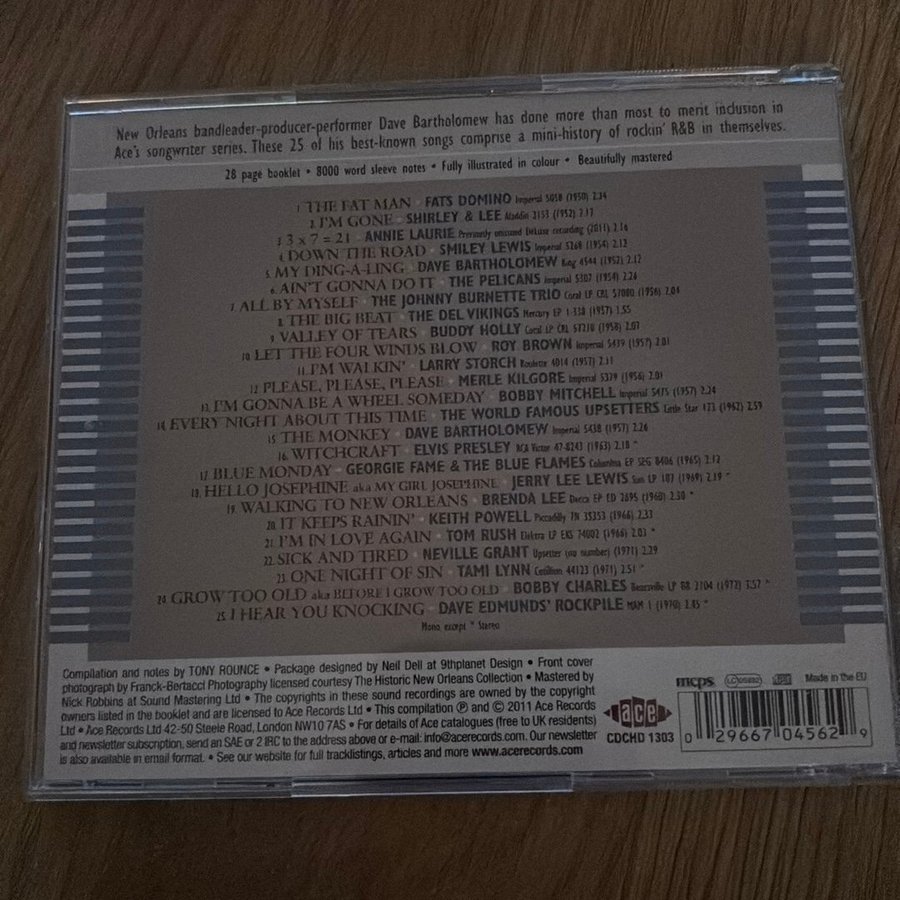 New Orleans bandleader-producer-performer Dave Bartholomew has done more than most to merit inclusion in
Ace's songwriter series. These 25 of his best-known songs comprise a mini-history of rockin' R&B in themselves.
28 page booklet • 8000 word sleeve notes • Fully illustrated in colour • Beautifully mastered
1. THE FAT MAN • FATS DOMINO Imperial 5058 (1950) 2.34
2. I'M GONE • SHIRLEY & LEE Aladdin 3153 (1952) 2.17
3. 3 x 7 = 21 • ANNIE LAURIE Previously unissued DeLuxe recording (2011) 2.16
4. DOWN THE ROAD • SMILEY LEWIS Imperial 5268 (1954) 2.12
5. MY DING-A-LING • DAVE BARTHOLOMEW King 4544 (1952) 2.12
6. AIN'T GONNA DO IT • THE PELICANS Imperial 5307 (1954) 2.26
7. ALL BY MYSELF • THE JOHNNY BURNETTE TRIO Coral LP CRL 57080 (1956) 2.04
8. THE BIG BEAT • THE DEL VIKINGS Mercury EP 1-338 (1957) 1.55
9. VALLEY OF TEARS • BUDDY HOLLY Coral LP CRL 57210 (1958) 2.07
10. LET THE FOUR WINDS BLOW • ROY BROWN Imperial 5439 (1957) 2.01
11. I'M WALKIN' • LARRY STORCH Roulette 4014 (1957) 2.11
12. PLEASE, PLEASE, PLEASE • MERLE KILGORE Imperial 5379 (1956) 2.01
13. I'M GONNA BE A WHEEL SOMEDAY • BOBBY MITCHELL Imperial 5475 (1957) 2.24
14. EVERY NIGHT ABOUT THIS TIME • THE WORLD FAMOUS UPSETTERS Little Star 123 (1962) 2.59
15. THE MONKEY • DAVE BARTHOLOMEW Imperial 5438 (1957) 2.26
16. WITCHCRAFT • ELVIS PRESLEY RCA Victor 47-8243 (1963) 2.18 *
17. BLUE MONDAY • GEORGIE FAME & THE BLUE FLAMES Columbia EP SEG 8406 (1965) 2.12
18. HELLO JOSEPHINE aka MY GIRL JOSEPHINE • JERRY LEE LEWIS Sun LP 107 (1969) 2.19 *
19. WALKING TO NEW ORLEANS • BRENDA LEE Decca EP ED 2695 (1960) 2.30 *
20. IT KEEPS RAININ' • KEITH POWELL Piccadilly 7N 35353 (1966) 2.33
21. I'M IN LOVE AGAIN • TOM RUSH Elektra LP EKS 74002 (1966) 2.03 *
22. SICK AND TIRED • NEVILLE GRANT Upsetter (no number) (1971) 2.29
23. ONE NIGHT OF SIN • TAMI LYNN Cotillion 44123 (1971) 2.51 *
24. GROW TOO OLD aka BEFORE I GROW TOO OLD • BOBBY CHARLES Bearsville LP BR 2104 (1972) 3.57 *
25. I HEAR YOU KNOCKING • DAVE EDMUNDS' ROCKPILE MAM 1 (1970) 2.45 *
Mono except * Stereo
Compilation and notes by TONY ROUNCE • Package designed by Neil Dell at 9thplanet Design • Front cover
photograph by Franck-Bertacci Photography licensed courtesy The Historic New Orleans Collection • Mastered by
Nick Robbins at Sound Mastering Ltd • The copyrights in these sound recordings are owned by the copyright
owners listed in the booklet and are licensed to Ace Records Ltd • This compilation ℗ and © 2011 Ace Records
Ltd • Ace Records Ltd 42-50 Steele Road, London NW10 7AS • For details of Ace catalogues (free to UK residents)
and newsletter subscription, send an SAE or 2 IRC to the address above or e-mail: info@acerecords.com. Our newsletter
is also available in email format. • See our website for full tracklistings, articles and more www.acerecords.com
ace
CDCHD 1303
mcps
Made in the EU
0 29667 04562 9